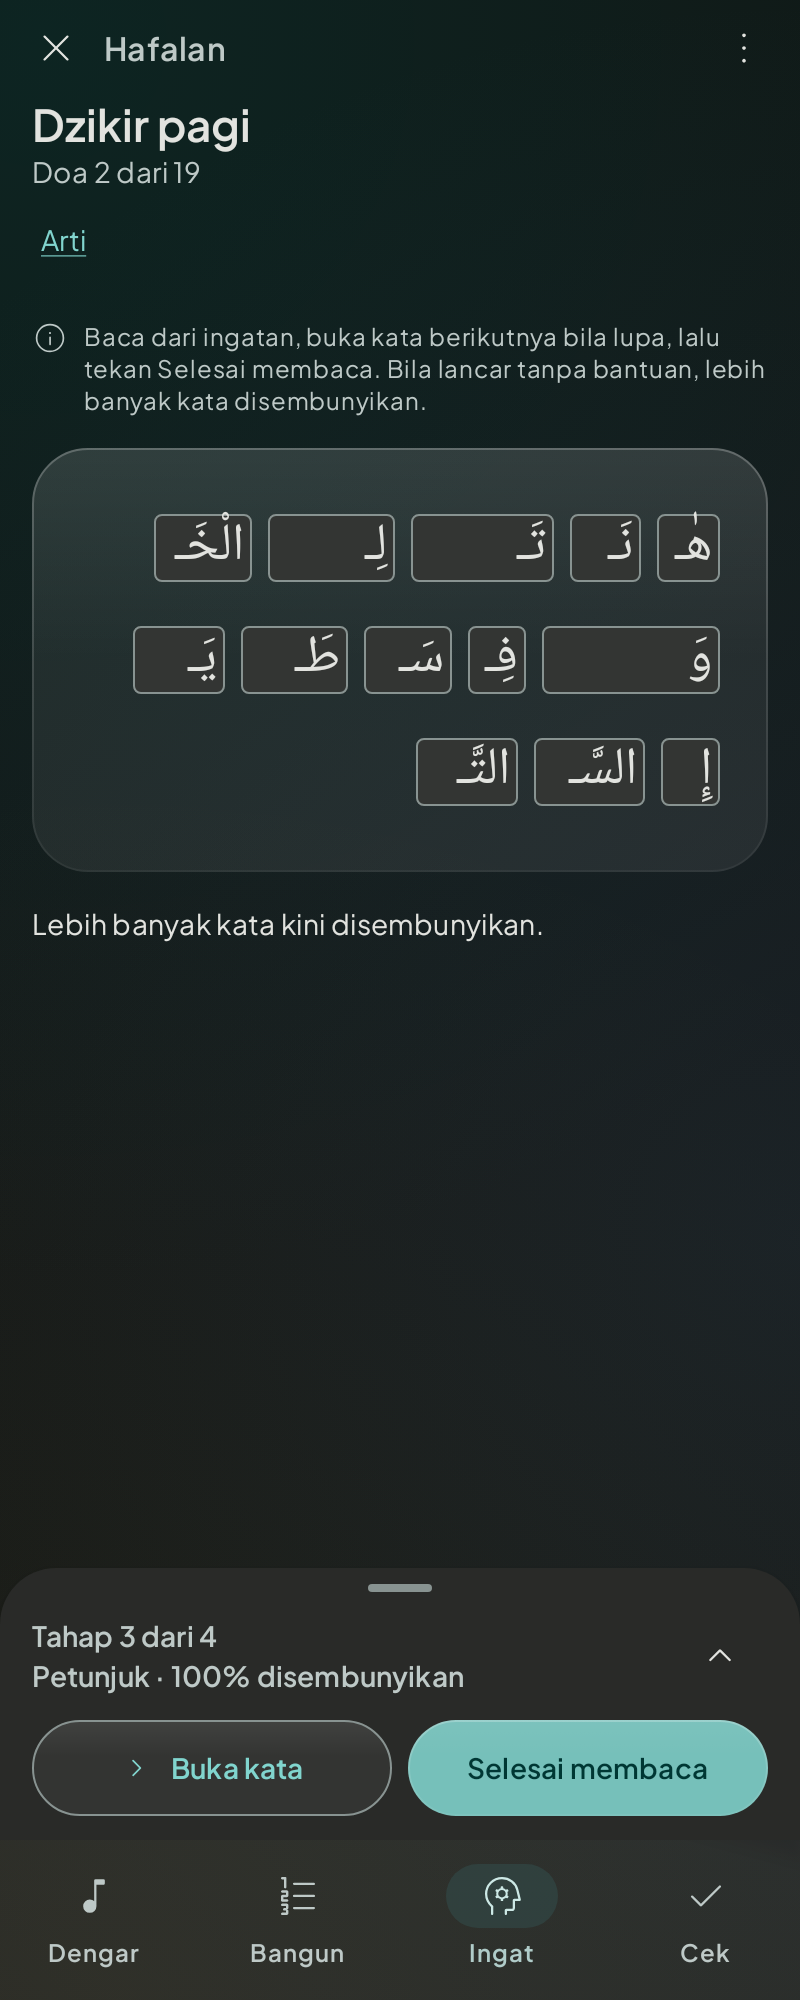 Hafalan
Dzikir pagi
Doa 2 dari 19
Arti
Baca dari ingatan, buka kata berikutnya bila lupa, lalu
tekan Selesai membaca. Bila lancar tanpa bantuan, lebih
banyak kata disembunyikan.
هٰـ نَـ تَـ لِـ الْخَـ
وَ فِـ سَـ طَـ يَـ
إِ السَّـ التَّـ
Lebih banyak kata kini disembunyikan.
Tahap 3 dari 4
Petunjuk · 100% disembunyikan
Buka kata
Selesai membaca
Dengar
Bangun
Ingat
Cek